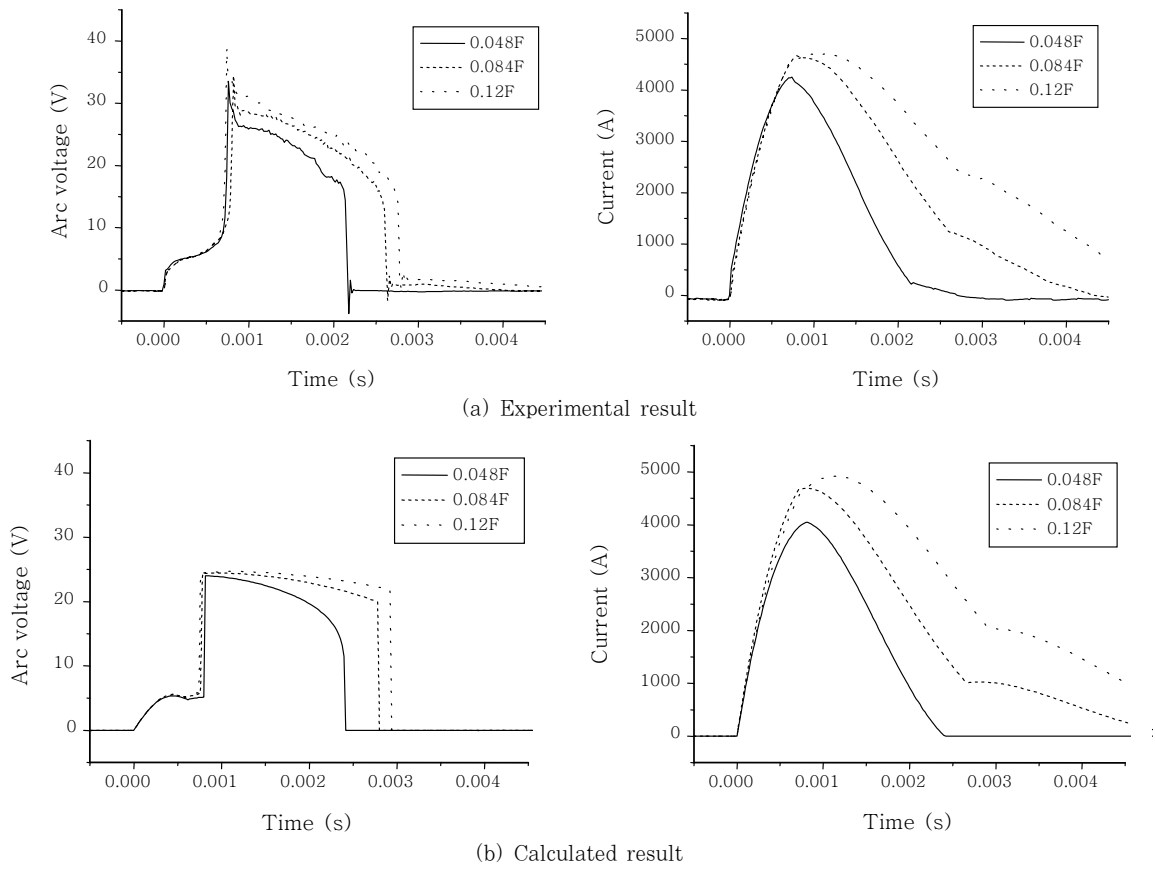 Arc voltage (V)
40
30
20
10
0
0.048F
0.084F
0.12F
0.000 0.001 0.002 0.003 0.004
Time (s)
Current (A)
5000
4000
3000
2000
1000
0
0.048F
0.084F
0.12F
0.000 0.001 0.002 0.003 0.004
Time (s)
(a) Experimental result
Arc voltage (V)
40
30
20
10
0
0.048F
0.084F
0.12F
0.000 0.001 0.002 0.003 0.004
Time (s)
Current (A)
5000
4000
3000
2000
1000
0
0.048F
0.084F
0.12F
0.000 0.001 0.002 0.003 0.004
Time (s)
(b) Calculated result